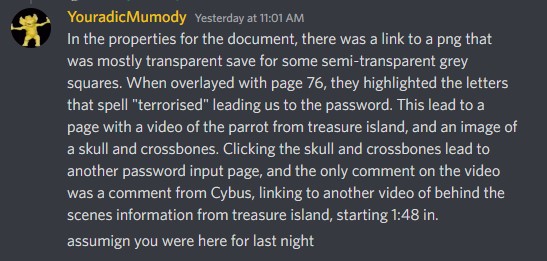 YouradicMumody Yesterday at 11:01 AM
In the properties for the document, there was a link to a png that
was mostly transparent save for some semi-transparent grey
squares. When overlayed with page 76, they highlighted the letters
that spell "terrorised" leading us to the password. This lead to a
page with a video of the parrot from treasure island, and an image of
a skull and crossbones. Clicking the skull and crossbones lead to
another password input page, and the only comment on the video
was a comment from Cybus, linking to another video of behind the
scenes information from treasure island, starting 1:48 in.
assumign you were here for last night